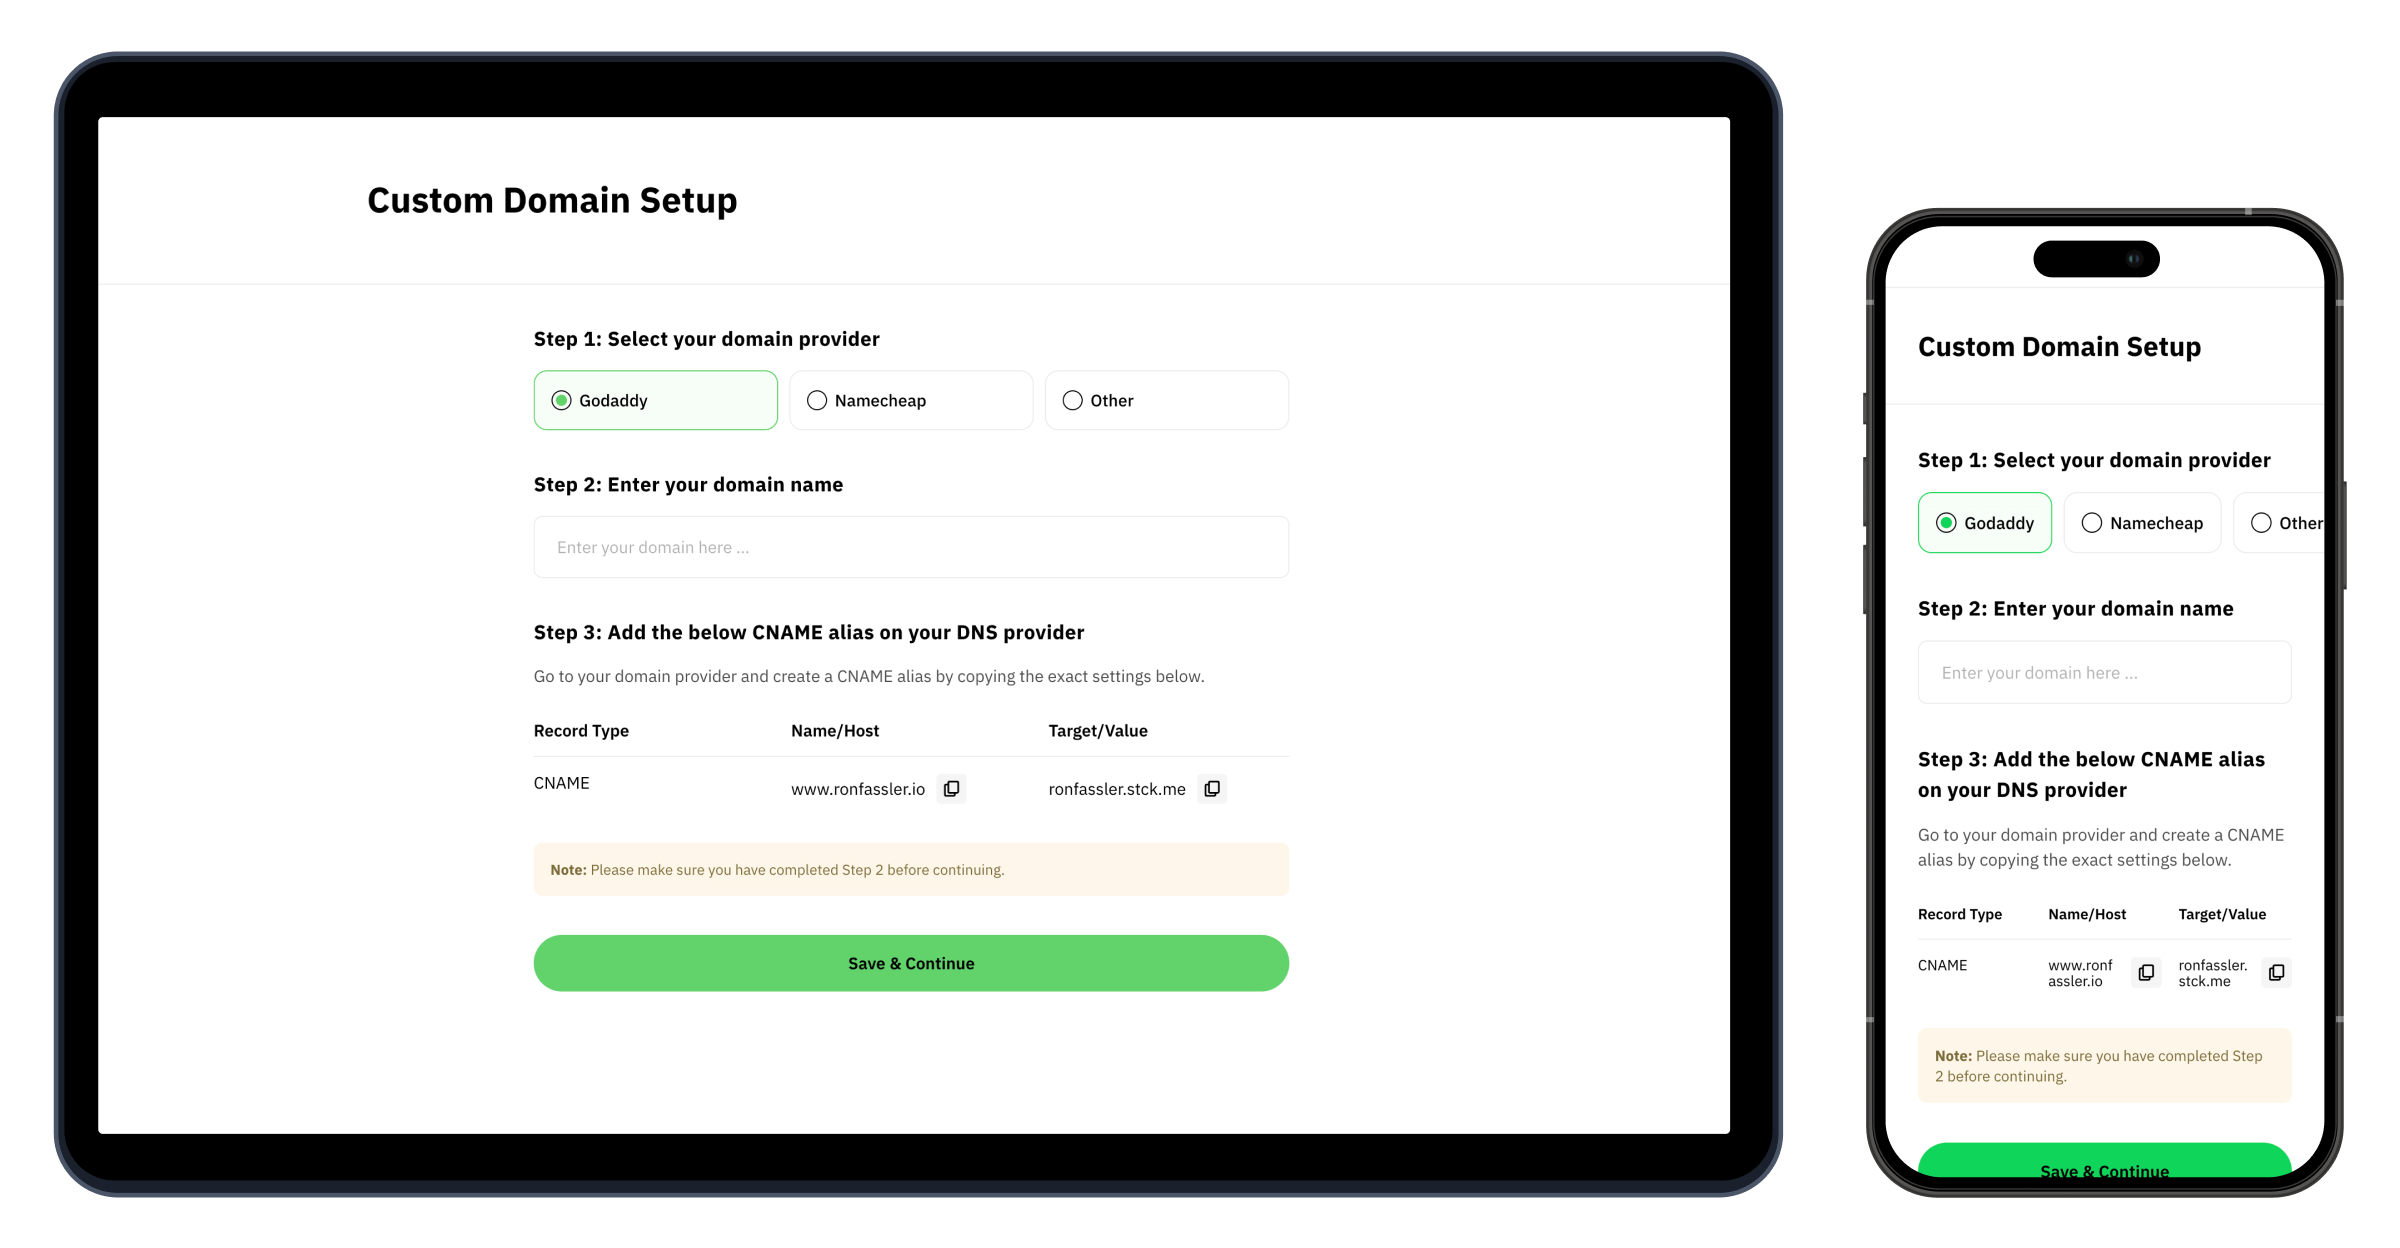 Custom Domain Setup
Step 1: Select your domain provider
Godaddy
Namecheap
Other
Step 2: Enter your domain name
Enter your domain here ...
Step 3: Add the below CNAME alias on your DNS provider
Go to your domain provider and create a CNAME alias by copying the exact settings below.
Record Type Name/Host Target/Value
CNAME www.ronfassler.io ronfassler.stck.me
Note: Please make sure you have completed Step 2 before continuing.
Save & Continue
Custom Domain Setup
Step 1: Select your domain provider
Godaddy
Namecheap
Other
Step 2: Enter your domain name
Enter your domain here ...
Step 3: Add the below CNAME alias
on your DNS provider
Go to your domain provider and create a CNAME
alias by copying the exact settings below.
Record Type Name/Host Target/Value
CNAME
www.ronf
assler.io
ronfassler.
stck.me
Note: Please make sure you have completed Step
2 before continuing.
Save & Continue